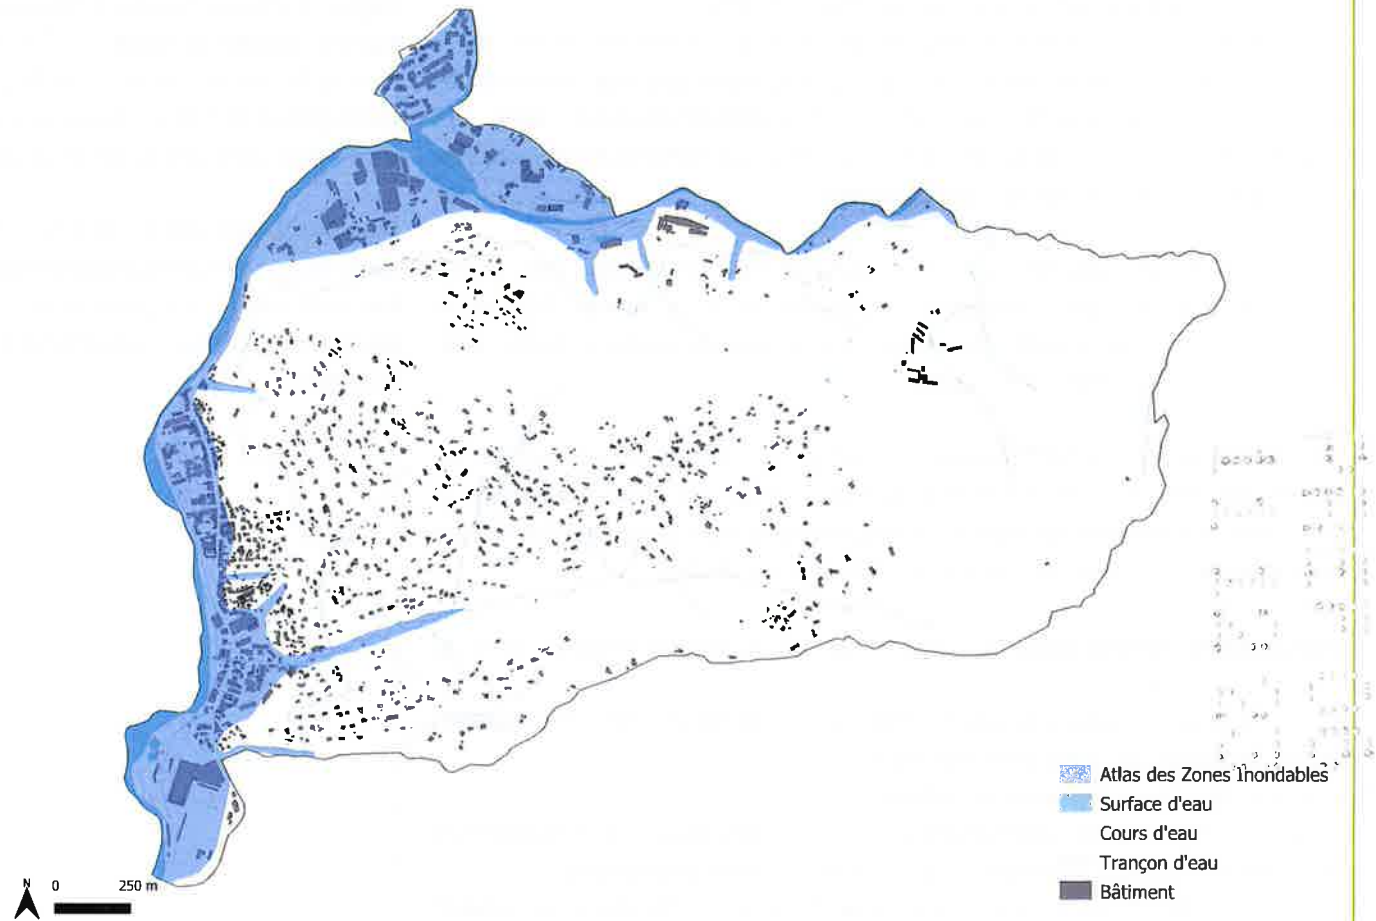 Atlas des Zones Inondables
Surface d'eau
Cours d'eau
Trançon d'eau
Bâtiment
N
0 250 m